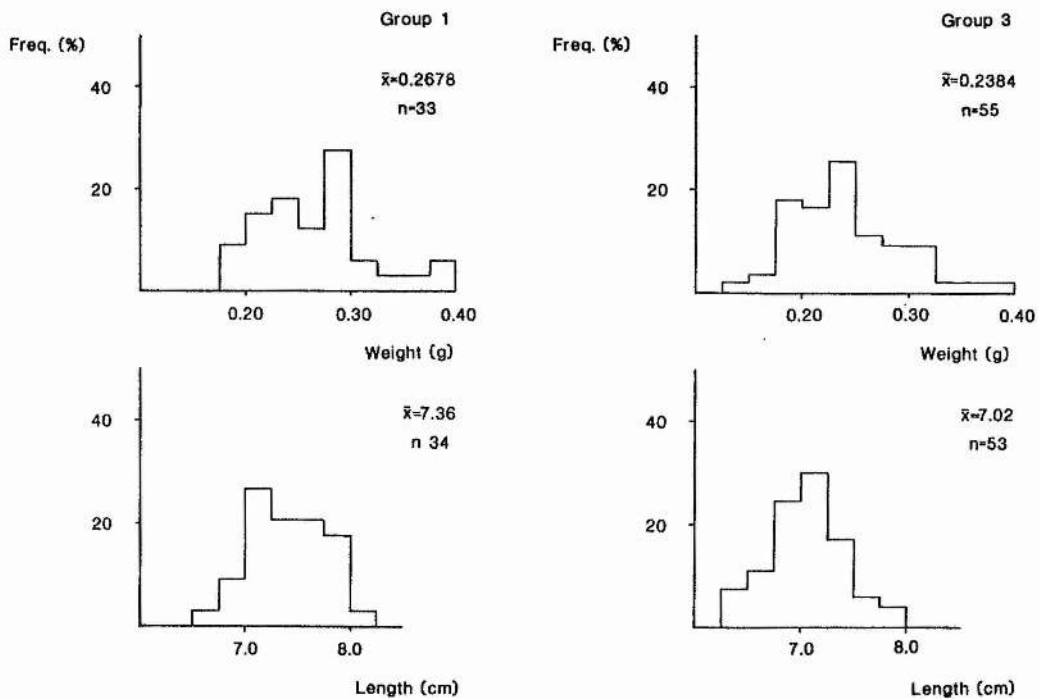 Group 1
Freq. (%)
x̄=0.2678
n=33
40
20
0.20 0.30 0.40
Weight (g)
Group 3
Freq. (%)
x̄=0.2384
n=55
40
20
0.20 0.30 0.40
Weight (g)
x̄=7.36
n 34
40
20
7.0 8.0
Length (cm)
x̄=7.02
n=53
40
20
7.0 8.0
Length (cm)